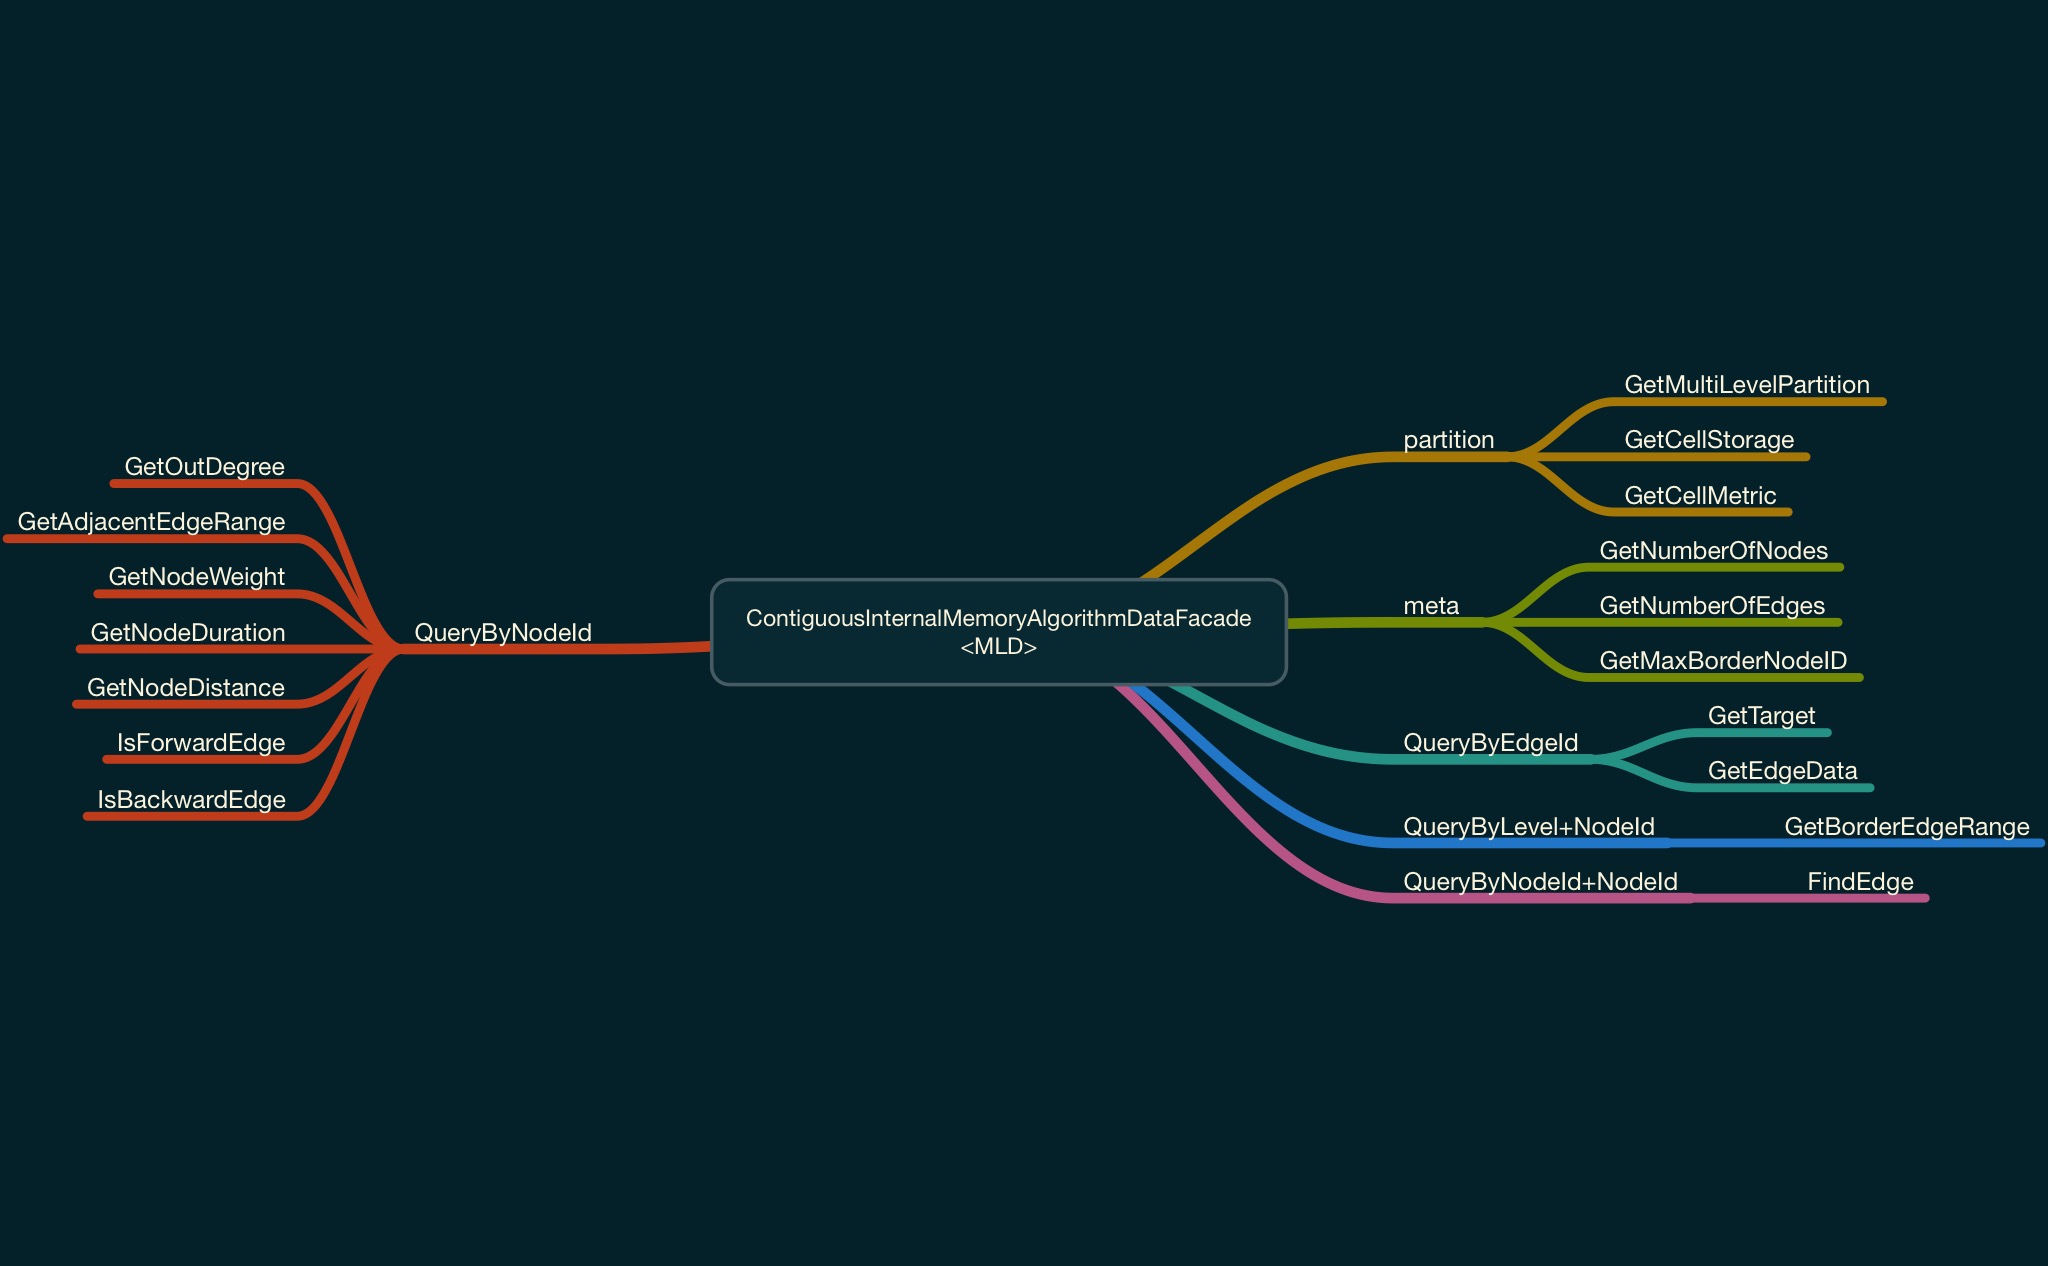 ContiguousInternalMemoryAlgorithmDataFacade
<MLD>
QueryByNodeId
GetOutDegree
GetAdjacentEdgeRange
GetNodeWeight
GetNodeDuration
GetNodeDistance
IsForwardEdge
IsBackwardEdge
partition
GetMultiLevelPartition
GetCellStorage
GetCellMetric
meta
GetNumberOfNodes
GetNumberOfEdges
GetMaxBorderNodeID
QueryByEdgeId
GetTarget
GetEdgeData
QueryByLevel+NodeId
GetBorderEdgeRange
QueryByNodeId+NodeId
FindEdge